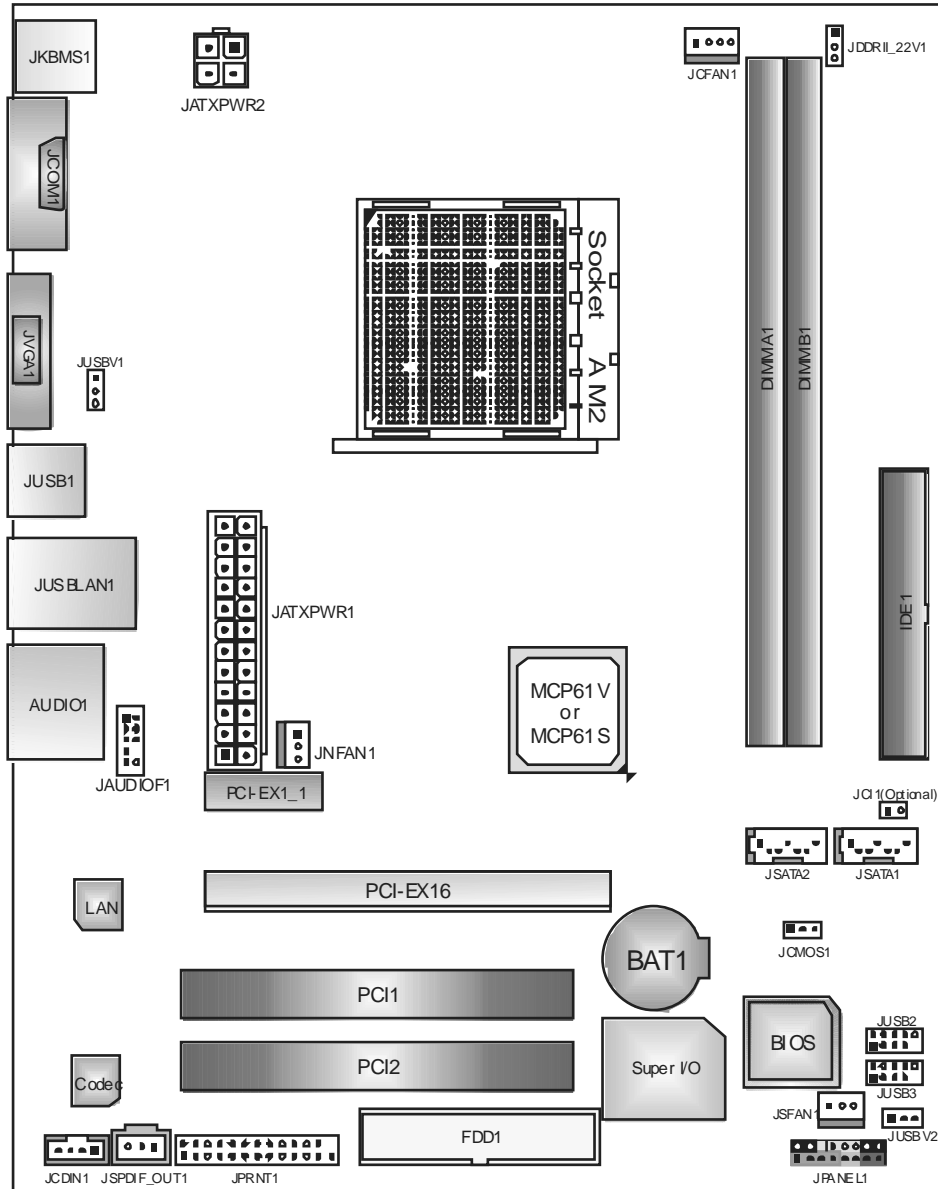 JKBMS1
JATXPWR2
JCFAN1
JDDRII_22V1
JCOM1
Socket AM2
DIMMA1
DIMMB1
JVGA1
JUSBV1
JUSB1
IDE1
JUSBLAN1
JATXPWR1
AUDIO1
MCP61V
or
MCP61S
JNFAN1
JAUDIOF1
PCI-EX1_1
JCI1(Optional)
JSATA2
JSATA1
PCI-EX16
LAN
BAT1
JCMOS1
PCI1
JUSB2
BIOS
PCI2
Super I/O
Codec
JUSB3
JSFAN1
JUSBV2
FDD1
JCDIN1
JSPDIF_OUT1
JPRNT1
JPANEL1